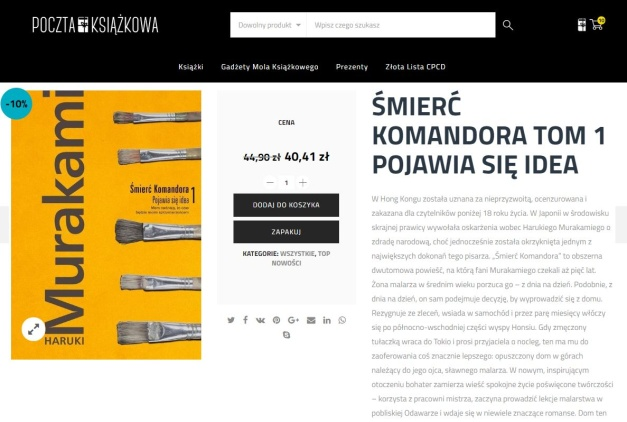 POCZTA KSIĄŻKOWA
Dowolny produkt
Wpisz czego szukasz
Książki
Gadżety Mola Książkowego
Prezenty
Złota Lista CPCD
-10%
Haruki
Murakami
Śmierć Komandora 1
Pojawia się idea
CENA
44,90 zł 40,41 zł
1
DODAJ DO KOSZYKA
ZAPAKUJ
KATEGORIE: WSZYSTKIE, TOP
NOWOŚCI
ŚMIERĆ
KOMANDORA TOM 1
POJAWIA SIĘ IDEA
W Hong Kongu została uznana za nieprzyzwoitą, ocenzurowana i
zakazana dla czytelników poniżej 18 roku życia. W Japonii w środowisku
skrajnej prawicy wywołała oskarżenia wobec Harukiego Murakamiego o
zdradę narodową, choć jednocześnie została okrzyknięta jednym z
największych dokonań tego pisarza. „Śmierć Komandora” to obszerna
dwutomowa powieść, na którą fani Murakamiego czekali aż pięć lat.
Żona malarza w średnim wieku porzuca go – z dnia na dzień. Podobnie, z
dnia na dzień, on sam podejmuje decyzję, by wyprowadzić się z domu.
Rezygnuje ze zleceń, wsiada w samochód i przez parę miesięcy włóczy
się po północno-wschodniej części wyspy Honsiu. Gdy zmęczony
tułaczką wraca do Tokio i prosi przyjaciela o nocleg, ten ma mu do
zaoferowania coś znacznie lepszego: opuszczony dom w górach
należący do jego ojca, sławnego malarza. W nowym, inspirującym
otoczeniu bohater zamierza wieść spokojne życie poświęcone twórczości
– korzysta z pracowni mistrza, zaczyna prowadzić lekcje malarstwa w
pobliskiej Odawarze i wdaje się w niewiele znaczące romanse. Dom ten